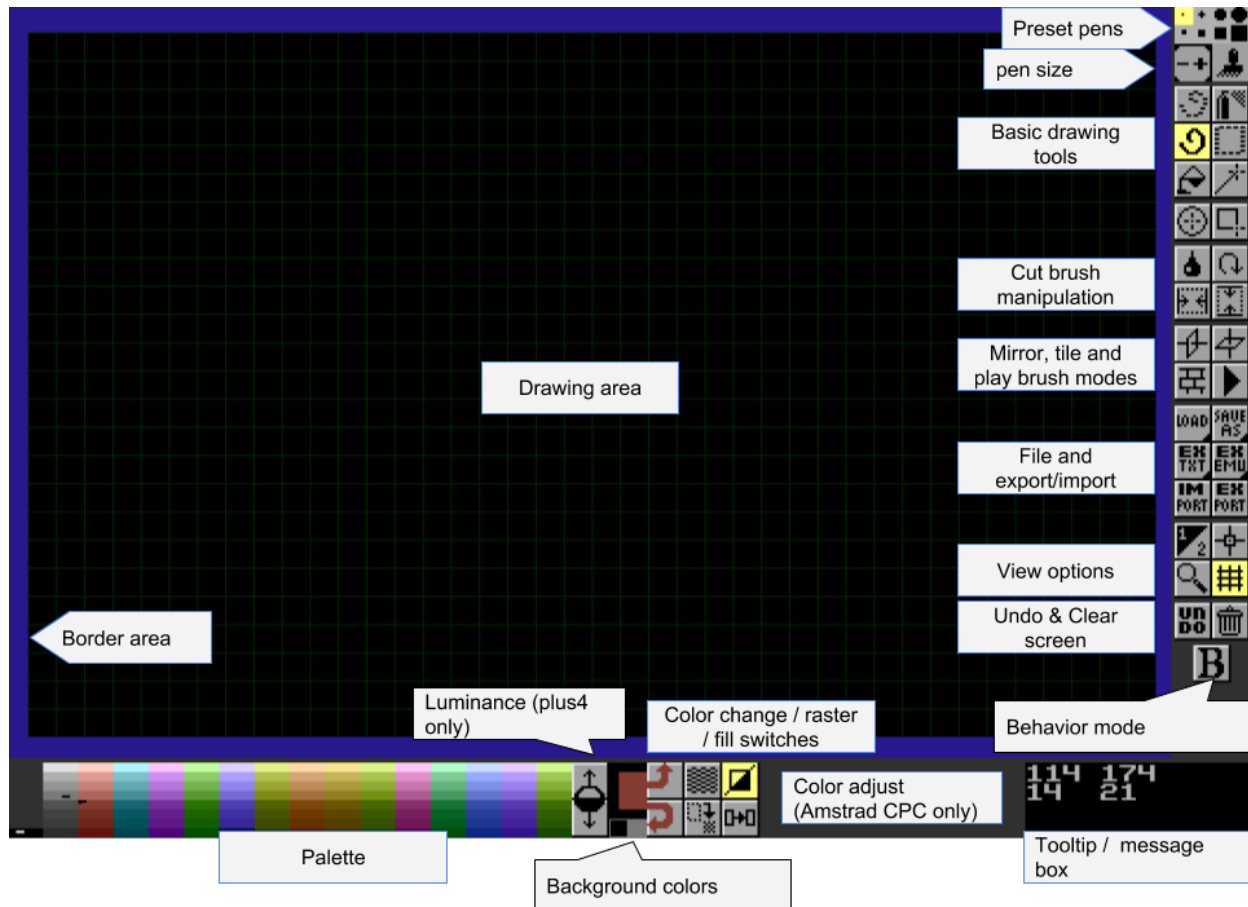 Preset pens
pen size
Basic drawing
tools
Cut brush
manipulation
Mirror, tile and
play brush modes
Drawing area
LOAD SAVE AS
File and
export/import
EX TXT EX EMU
IM PORT EX PORT
1 2
View options
Undo & Clear
screen
UN DO
Border area
B
Luminance (plus4
only)
Color change / raster
/ fill switches
Behavior mode
Color adjust
(Amstrad CPC only)
114 174
14 21
Palette
Tooltip / message
box
Background colors